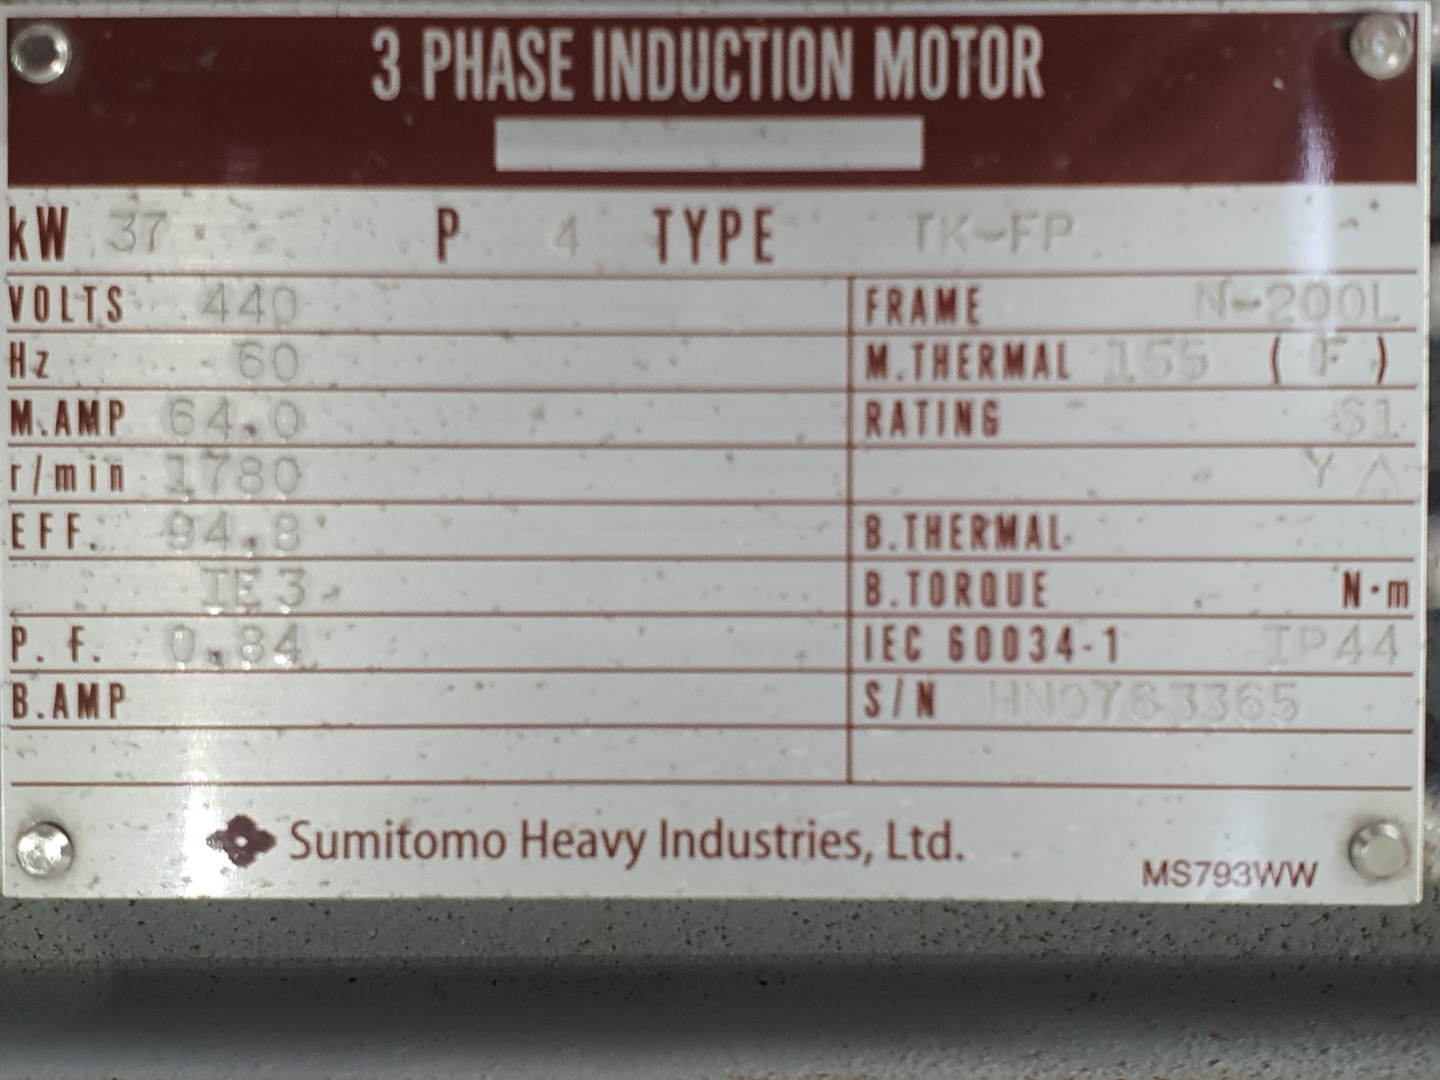 3 PHASE INDUCTION MOTOR
kW 37 P 4 TYPE TK-FP
VOLTS 440 FRAME N-200L
Hz 60 M.THERMAL 155 ( F )
M.AMP 64.0 RATING S1
r/min 1780 Y △
EFF. 94.8 B.THERMAL
IE3 B.TORQUE N·m
P. F. 0.84 IEC 60034-1 IP44
B.AMP S/N HN0763365
Sumitomo Heavy Industries, Ltd.
MS793WW